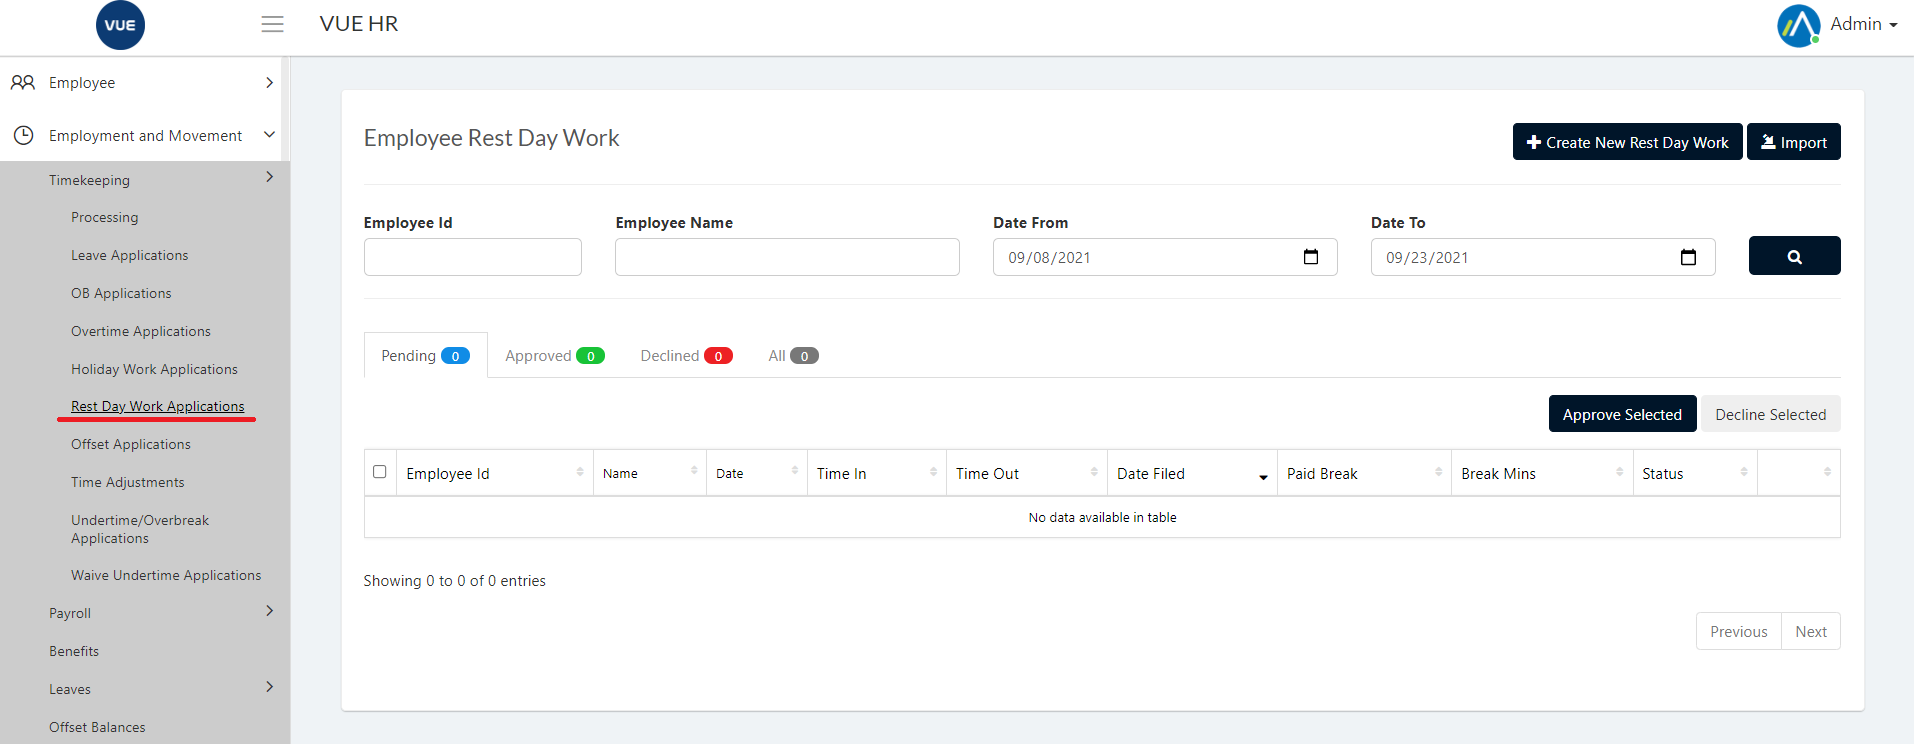 VUE
VUE HR
Admin
Employee
Employment and Movement
Timekeeping
Processing
Leave Applications
OB Applications
Overtime Applications
Holiday Work Applications
Rest Day Work Applications
Offset Applications
Time Adjustments
Undertime/Overbreak
Applications
Waive Undertime Applications
Payroll
Benefits
Leaves
Offset Balances
Employee Rest Day Work
Create New Rest Day Work
Import
Employee Id
Employee Name
Date From
Date To
09/08/2021
09/23/2021
Pending 0
Approved 0
Declined 0
All 0
Approve Selected
Decline Selected
Employee Id Name Date Time In Time Out Date Filed Paid Break Break Mins Status
No data available in table
Showing 0 to 0 of 0 entries
Previous Next